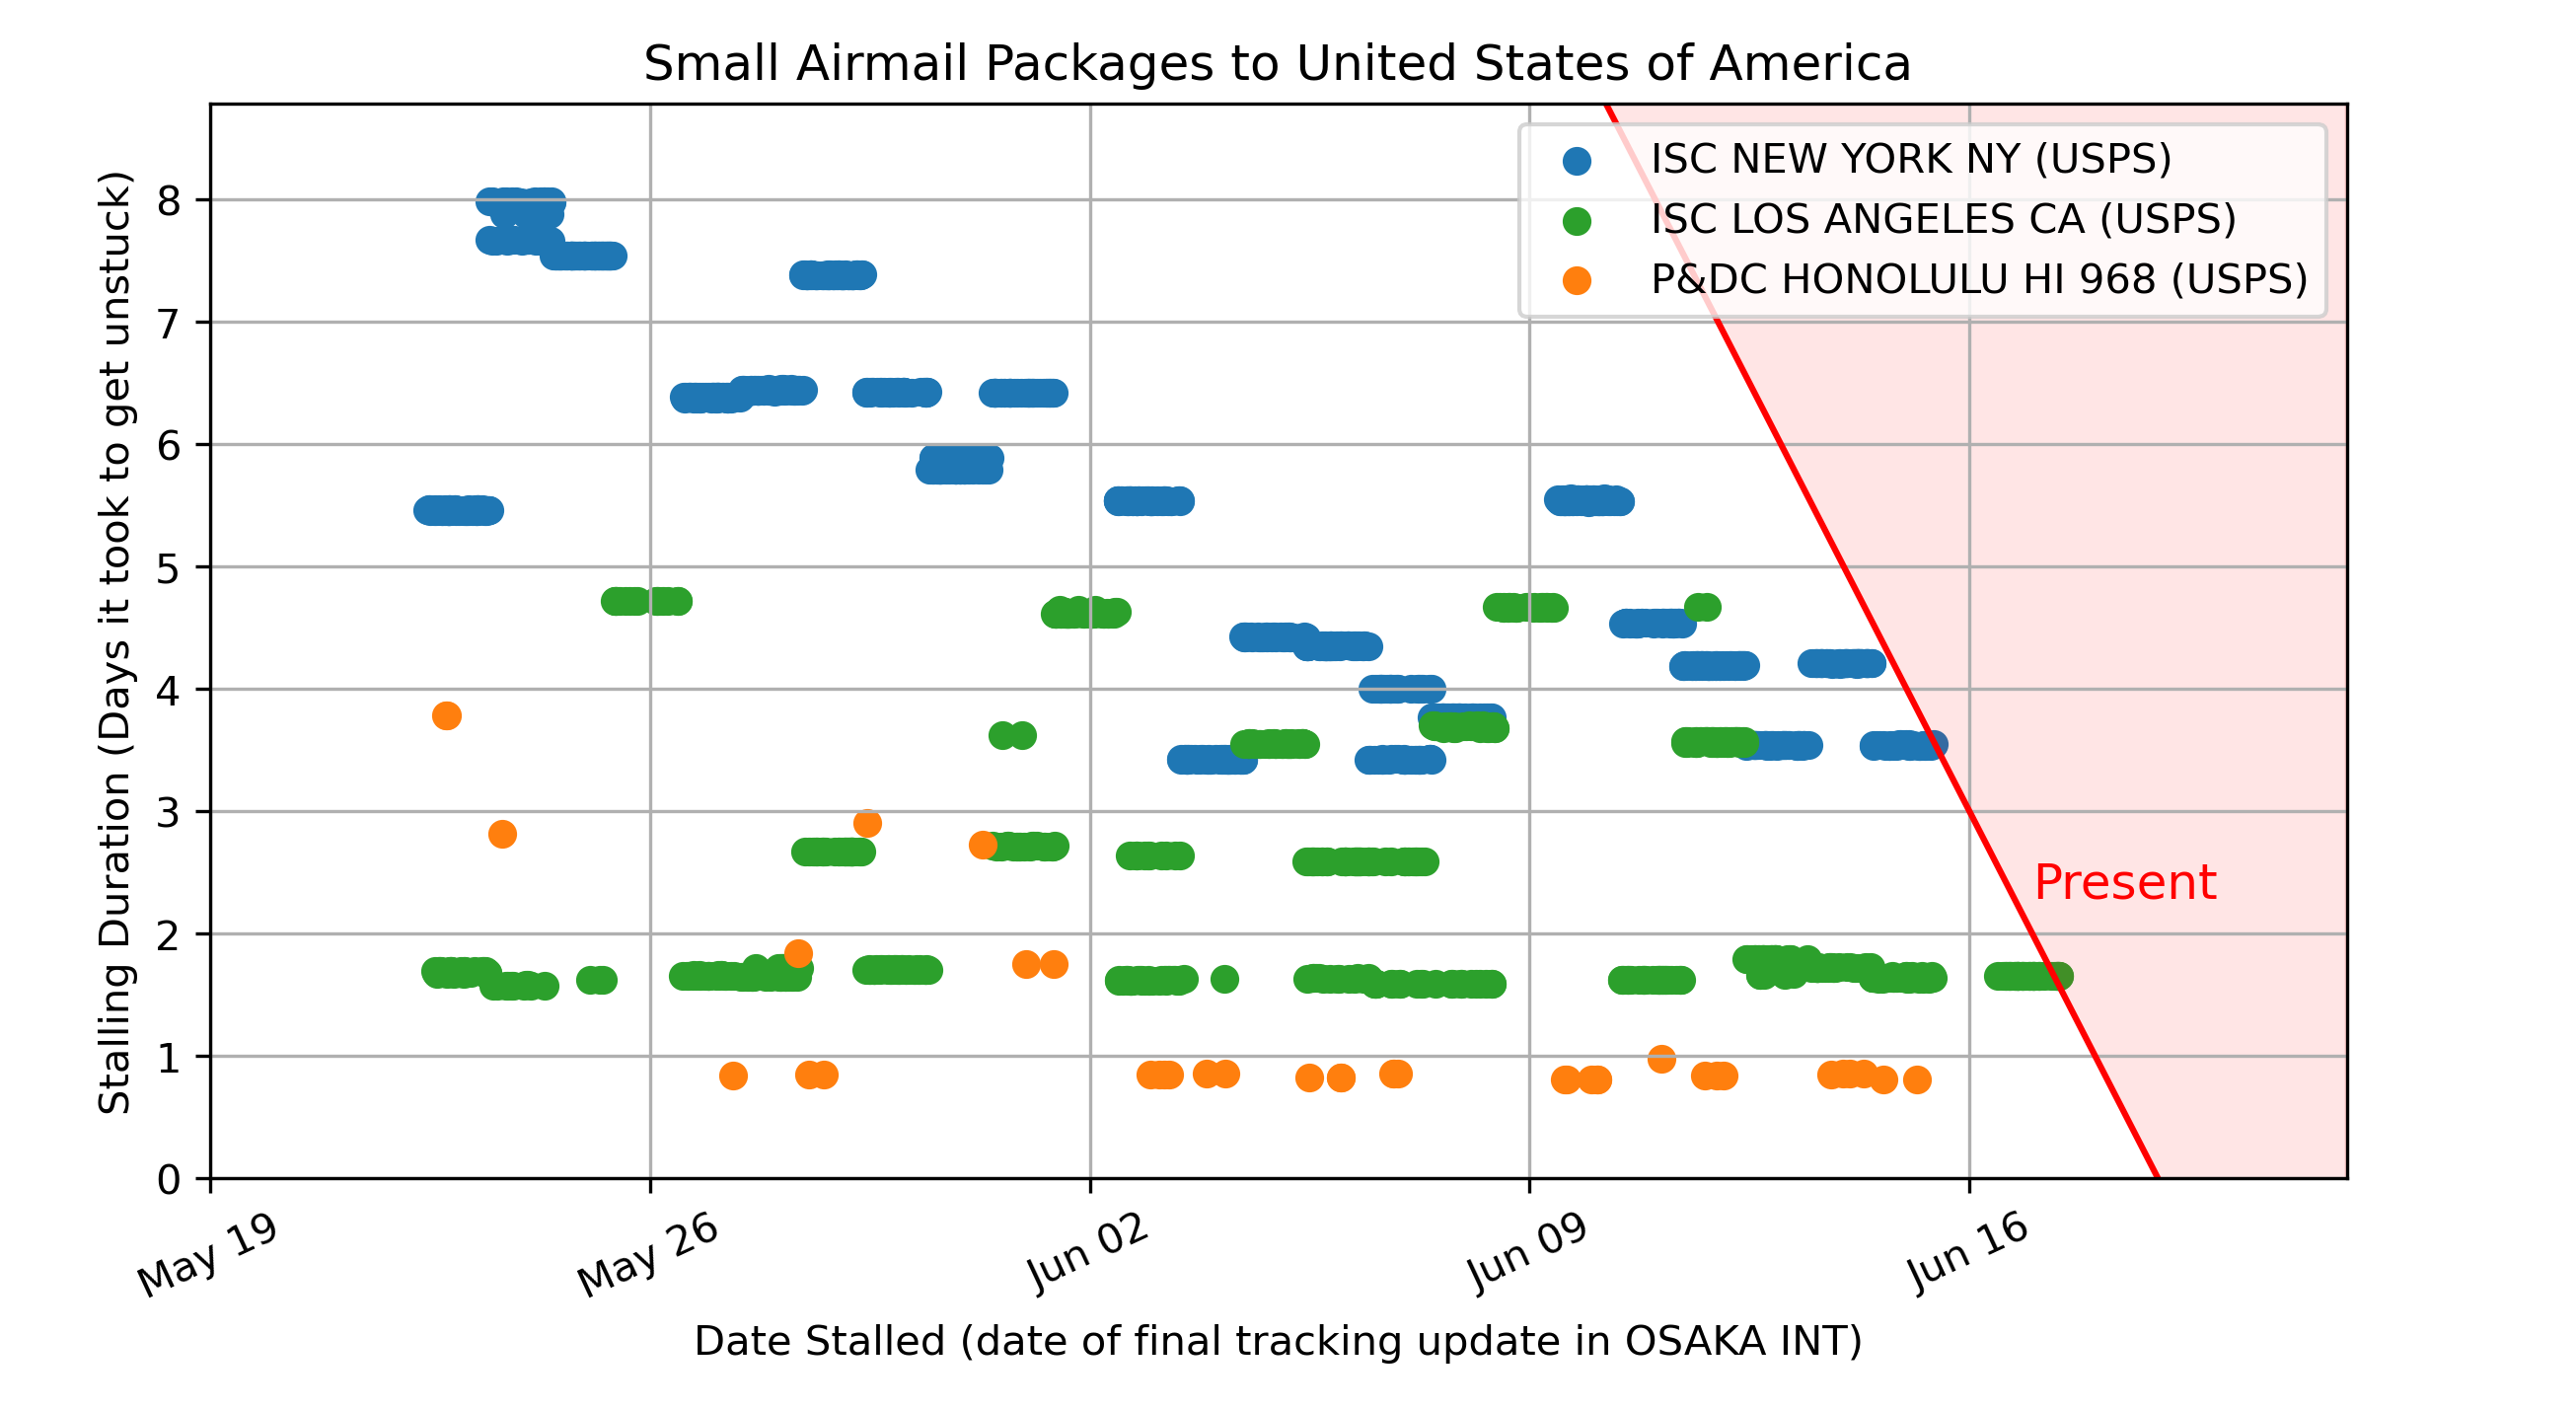 Small Airmail Packages to United States of America
Stalling Duration (Days it took to get unstuck)
8
7
6
5
4
3
2
1
0
ISC NEW YORK NY (USPS)
ISC LOS ANGELES CA (USPS)
P&DC HONOLULU HI 968 (USPS)
Present
May 19
May 26
Jun 02
Jun 09
Jun 16
Date Stalled (date of final tracking update in OSAKA INT)